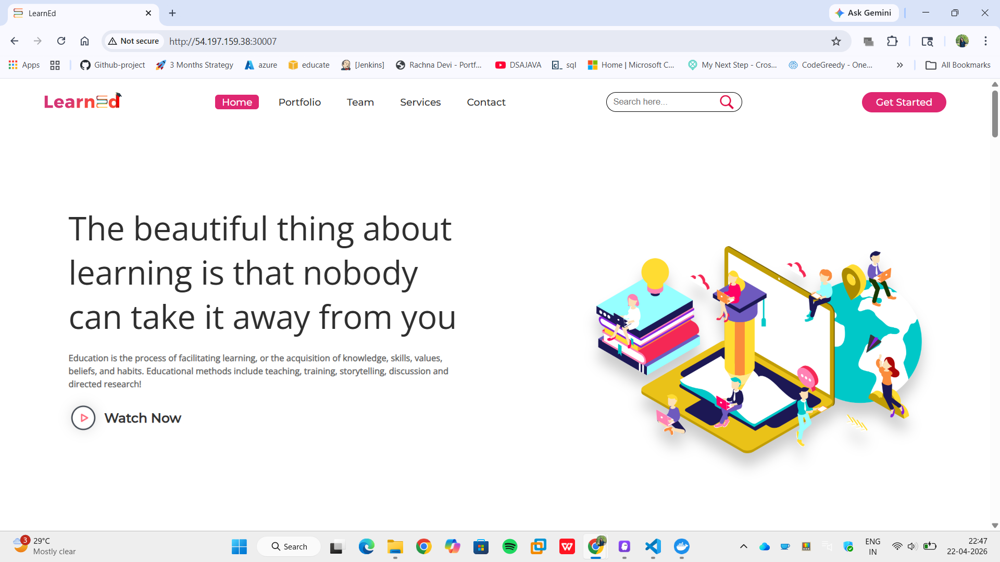 LearnEd
Ask Gemini
Not secure
http://54.197.159.38:30007
Apps
Github-project
3 Months Strategy
azure
educate
[Jenkins]
Rachna Devi - Portf...
DSAJAVA
sql
Home | Microsoft C...
My Next Step - Cros...
CodeGreedy - One...
All Bookmarks
LearnEd
Home
Portfolio
Team
Services
Contact
Search here...
Get Started
The beautiful thing about
learning is that nobody
can take it away from you
Education is the process of facilitating learning, or the acquisition of knowledge, skills, values,
beliefs, and habits. Educational methods include teaching, training, storytelling, discussion and
directed research!
Watch Now
3
29°C
Mostly clear
Search
ENG
IN
22:47
22-04-2026